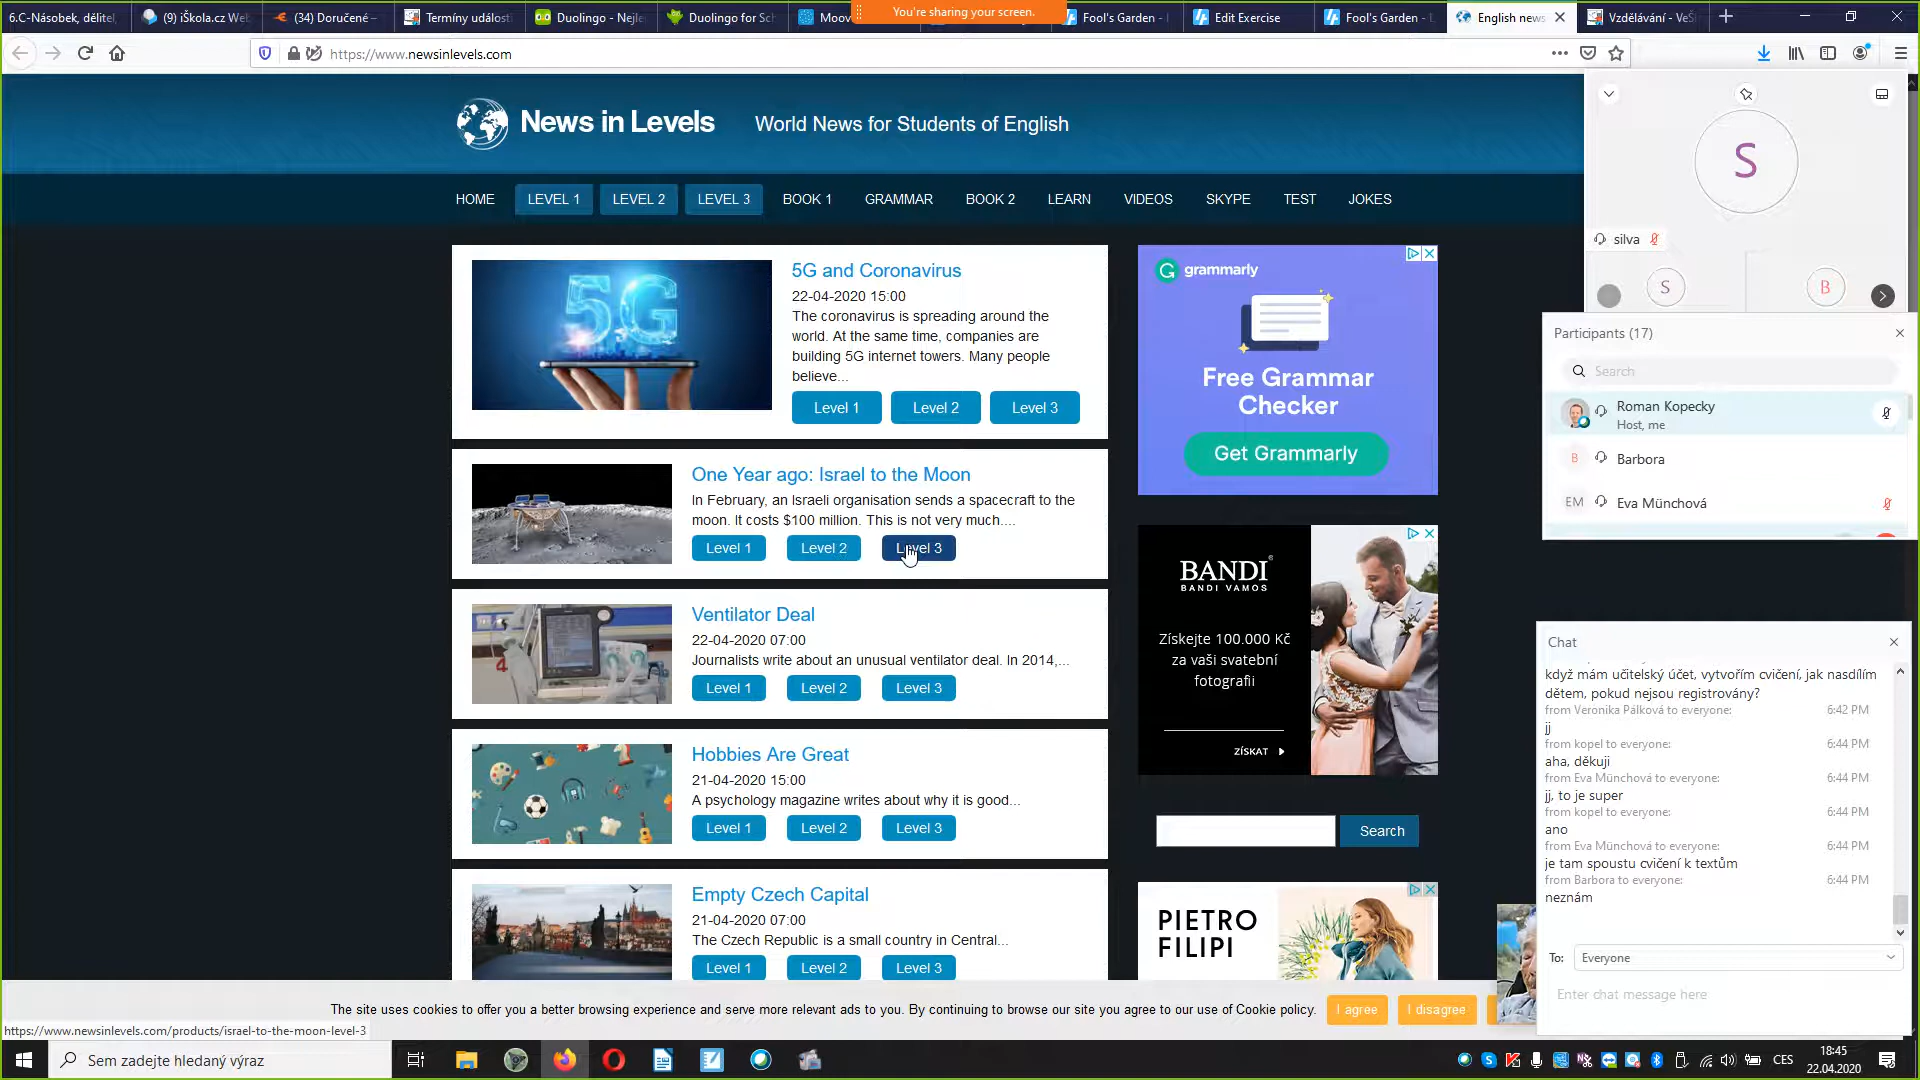 6.C-Násobek, dělitel,
(9) iŠkola.cz Web
(34) Doručené –
Termíny událostí
Duolingo - Nejle
Duolingo for Sch
Moov
You're sharing your screen.
Fool's Garden -
Edit Exercise
Fool's Garden - L
English news
Vzdělávání - VeŠ
https://www.newsinlevels.com
News in Levels
World News for Students of English
HOME
LEVEL 1
LEVEL 2
LEVEL 3
BOOK 1
GRAMMAR
BOOK 2
LEARN
VIDEOS
SKYPE
TEST
JOKES
5G
5G and Coronavirus
22-04-2020 15:00
The coronavirus is spreading around the
world. At the same time, companies are
building 5G internet towers. Many people
believe...
Level 1
Level 2
Level 3
One Year ago: Israel to the Moon
In February, an Israeli organisation sends a spacecraft to the
moon. It costs $100 million. This is not very much....
Level 1
Level 2
Level 3
4
Ventilator Deal
22-04-2020 07:00
Journalists write about an unusual ventilator deal. In 2014,...
Level 1
Level 2
Level 3
Hobbies Are Great
21-04-2020 15:00
A psychology magazine writes about why it is good...
Level 1
Level 2
Level 3
Empty Czech Capital
21-04-2020 07:00
The Czech Republic is a small country in Central...
Level 1
Level 2
Level 3
G grammarly
Free Grammar
Checker
Get Grammarly
BANDI®
BANDI VAMOS
Získejte 100.000 Kč
za vaši svatební
fotografii
ZÍSKAT
Search
PIETRO
FILIPI
S
silva
S
B
Participants (17)
Search
Roman Kopecky
Host, me
B
Barbora
EM
Eva Münchová
Chat
když mám učitelský účet, vytvořím cvičení, jak nasdílím
dětem, pokud nejsou registrovány?
from Veronika Pálková to everyone: 6:42 PM
jj
from kopel to everyone: 6:44 PM
aha, děkuji
from Eva Münchová to everyone: 6:44 PM
jj, to je super
from kopel to everyone: 6:44 PM
ano
from Eva Münchová to everyone: 6:44 PM
je tam spoustu cvičení k textům
from Barbora to everyone: 6:44 PM
neznám
To:
Everyone
Enter chat message here
The site uses cookies to offer you a better browsing experience and serve more relevant ads to you. By continuing to browse our site you agree to our use of Cookie policy.
I agree
I disagree
https://www.newsinlevels.com/products/israel-to-the-moon-level-3
Sem zadejte hledaný výraz
CES
18:45
22.04.2020